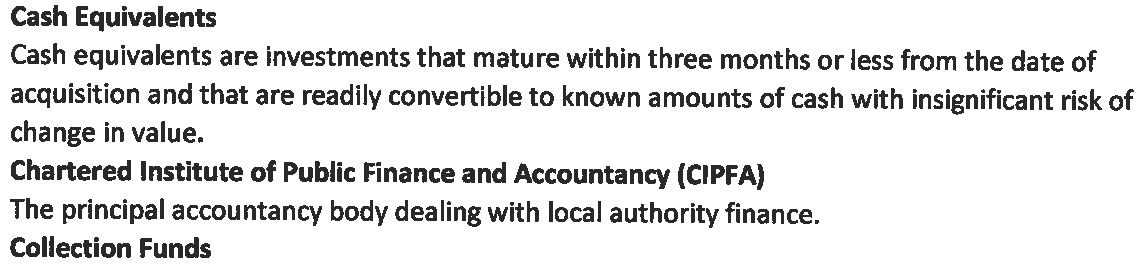 Cash Equivalents
Cash equivalents are investments that mature within three months or less from the date of
acquisition and that are readily convertible to known amounts of cash with insignificant risk of
change in value.
Chartered Institute of Public Finance and Accountancy (CIPFA)
The principal accountancy body dealing with local authority finance.
Collection Funds